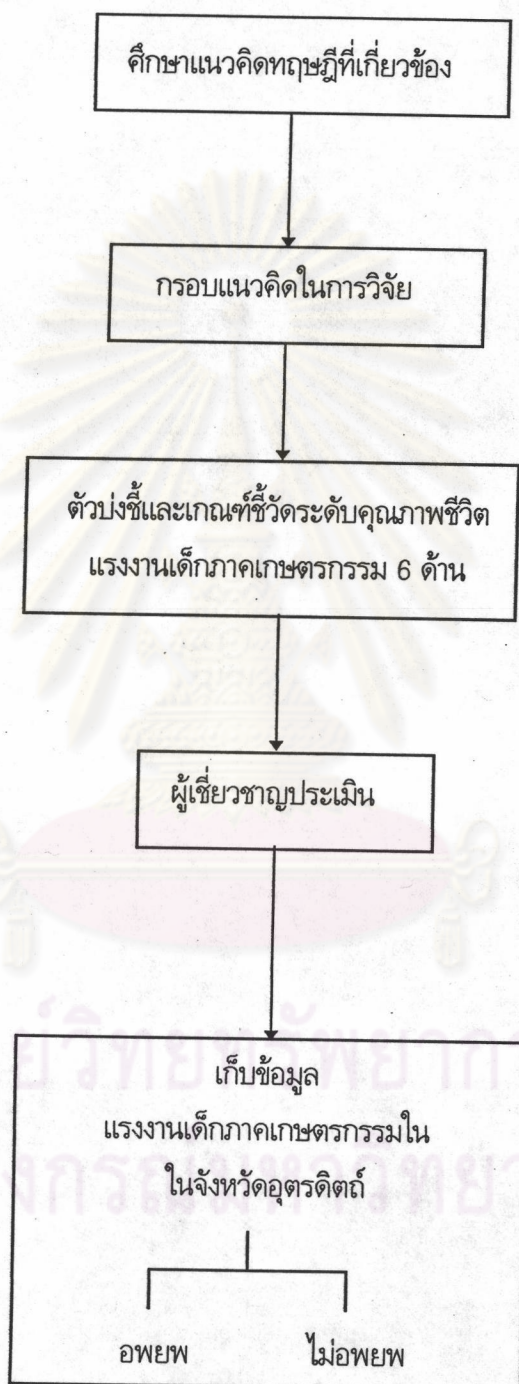 ศึกษาแนวคิดทฤษฎีที่เกี่ยวข้อง
กรอบแนวคิดในการวิจัย
ตัวบ่งชี้และเกณฑ์ชี้วัดระดับคุณภาพชีวิต
แรงงานเด็กภาคเกษตรกรรม 6 ด้าน
ผู้เชี่ยวชาญประเมิน
เก็บข้อมูล
แรงงานเด็กภาคเกษตรกรรมใน
ในจังหวัดอุตรดิตถ์
อพยพ ไม่อพยพ